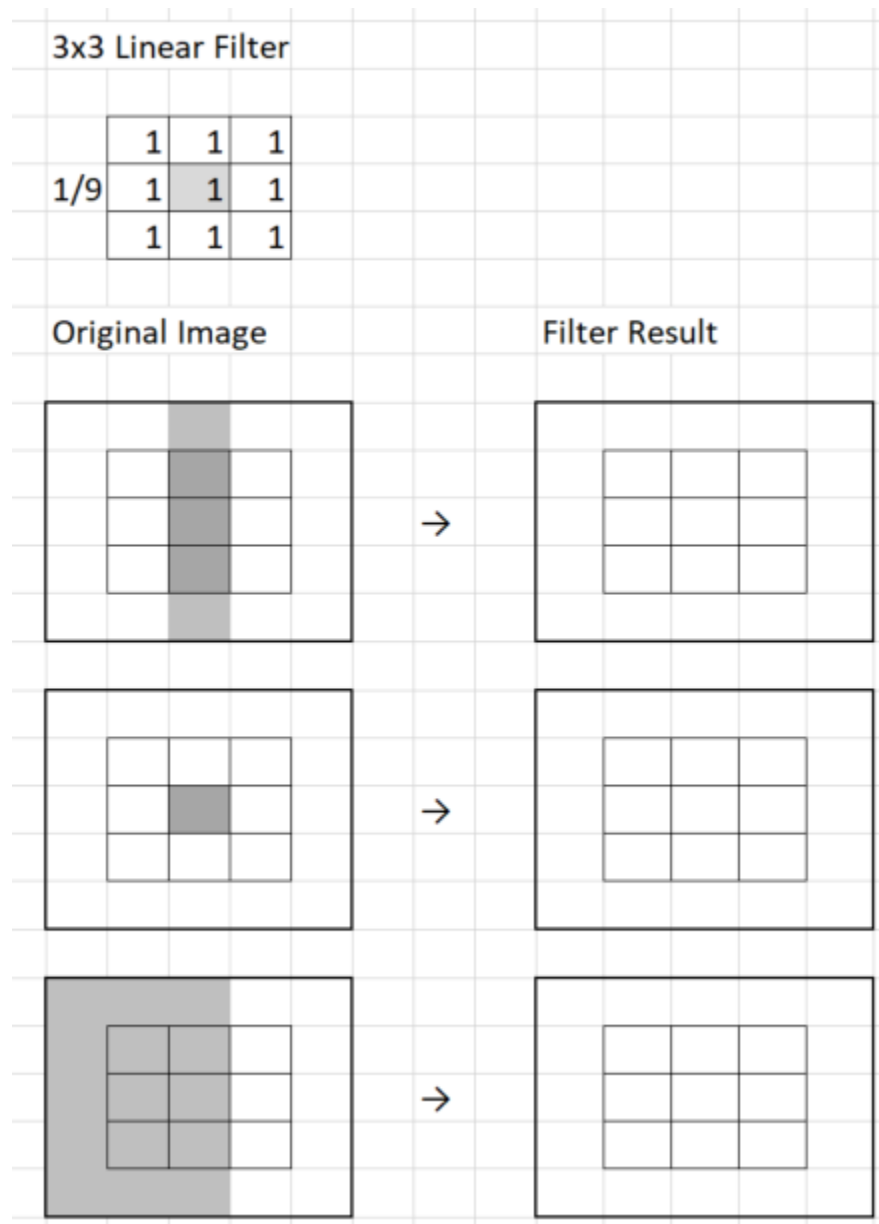 3x3 Linear Filter
1 1 1
1/9 1 1 1
1 1 1
Original Image Filter Result
→
→
→